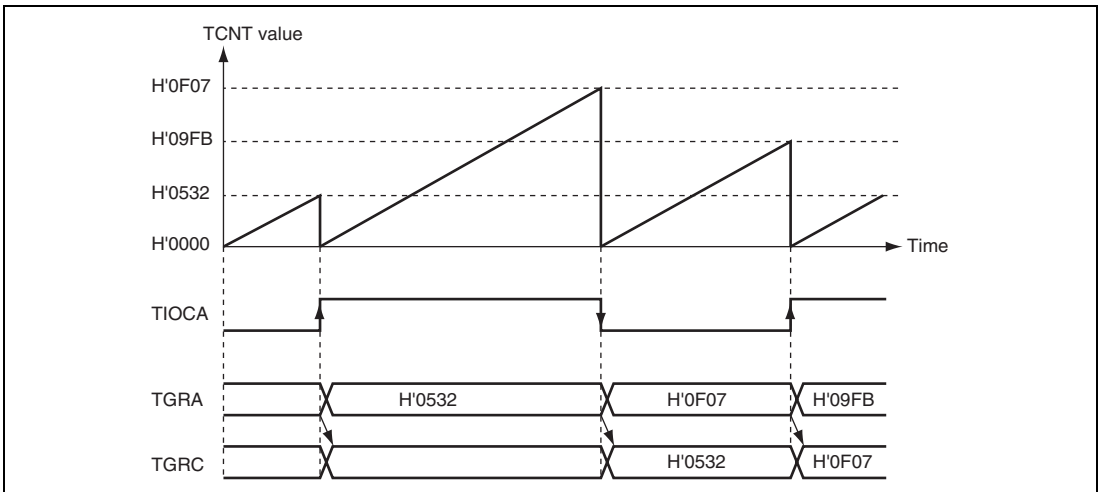 TCNT value
H'0F07
H'09FB
H'0532
H'0000
Time
TIOCA
TGRA
H'0532
H'0F07
H'09FB
TGRC
H'0532
H'0F07